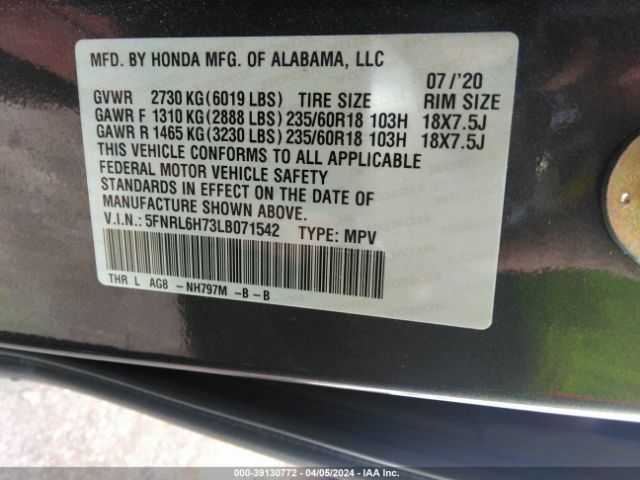 MFD. BY HONDA MFG. OF ALABAMA, LLC
07 /'20
GVWR 2730 KG(6019 LBS) TIRE SIZE RIM SIZE
GAWR F 1310 KG(2888 LBS)235/60R18 103H 18X7.5J
GAWR R 1465 KG(3230 LBS)235/60R18 103H 18X7.5J
THIS VEHICLE CONFORMS TO ALL APPLICABLE
FEDERAL MOTOR VEHICLE SAFETY
STANDARDS IN EFFECT ON THE DATE OF
MANUFACTURE SHOWN ABOVE.
V.I.N.:5FNRL6H73LB071542 TYPE: MPV
THR L AG8 -NH797M -B-B
000-39130772 - 04/05/2024 - IAA Inc.